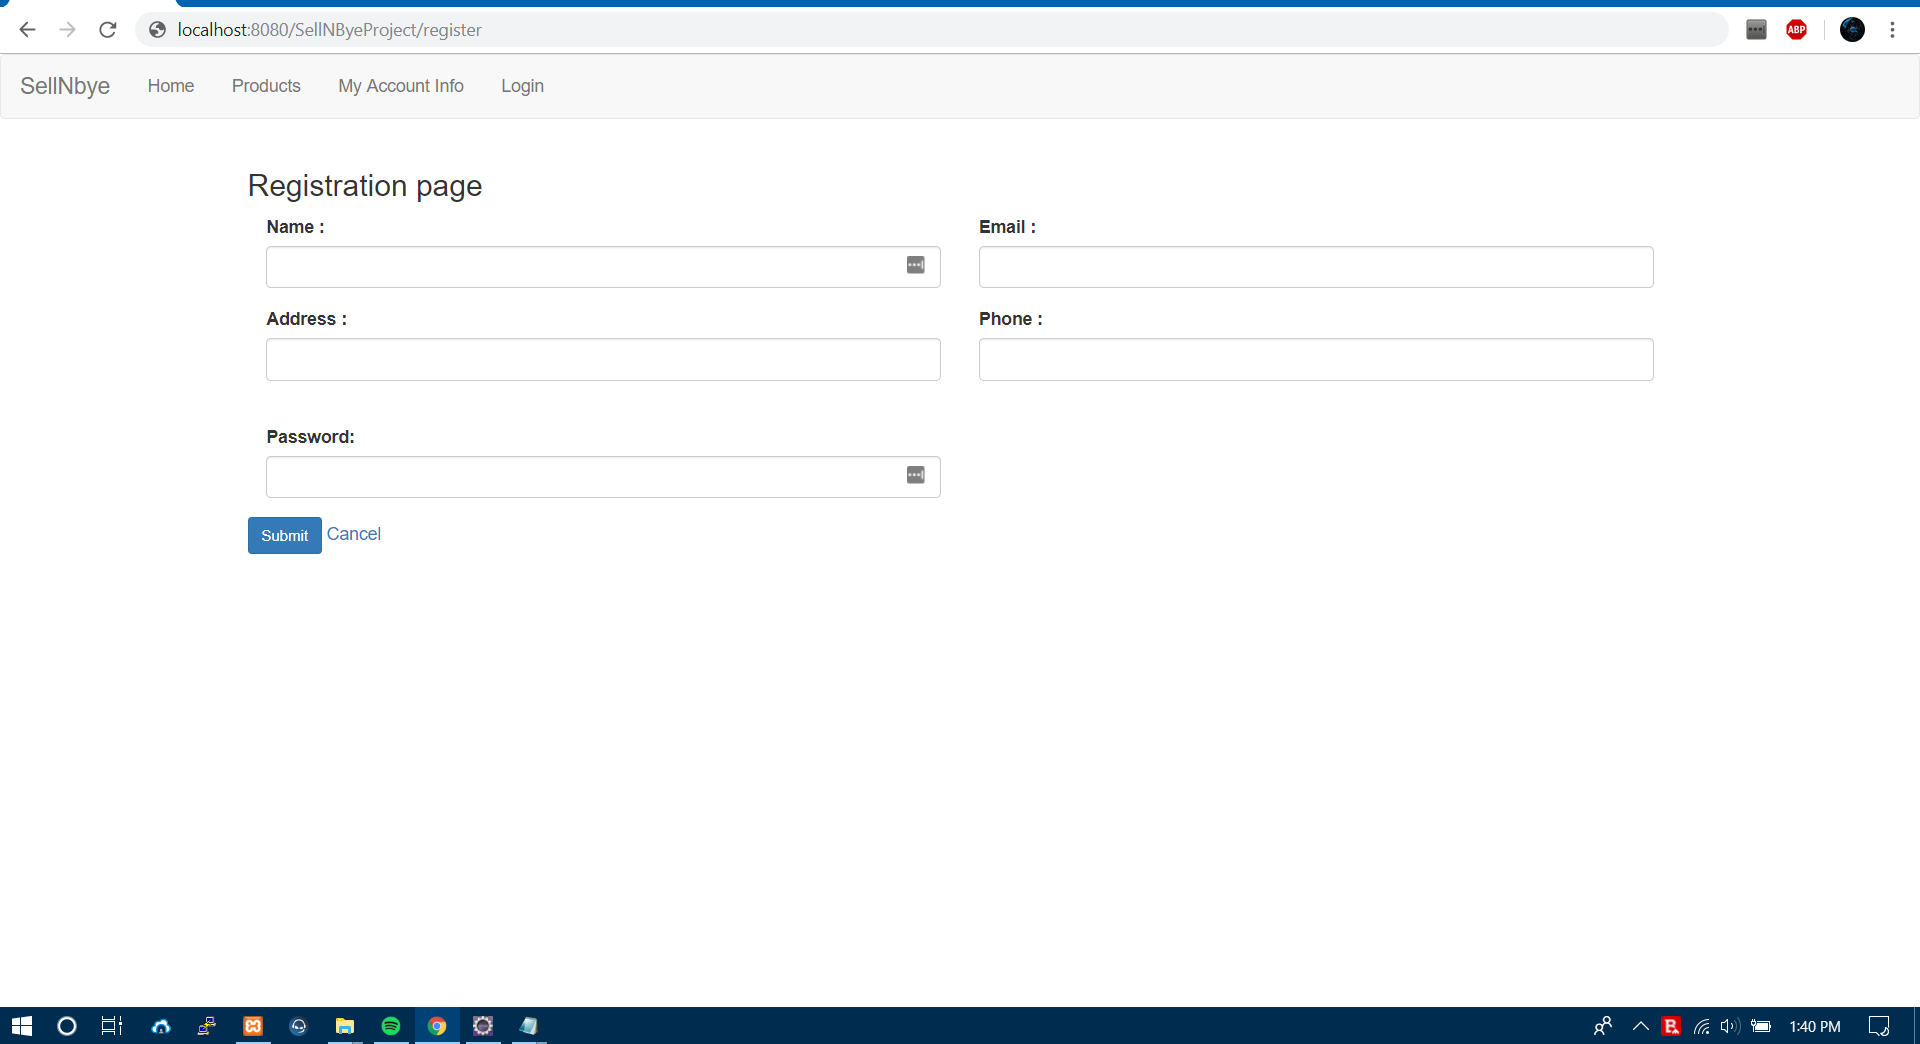 localhost:8080/SellNByeProject/register
ABP
SellNbye Home Products My Account Info Login
Registration page
Name : Email :
Address : Phone :
Password:
Submit Cancel
1:40 PM